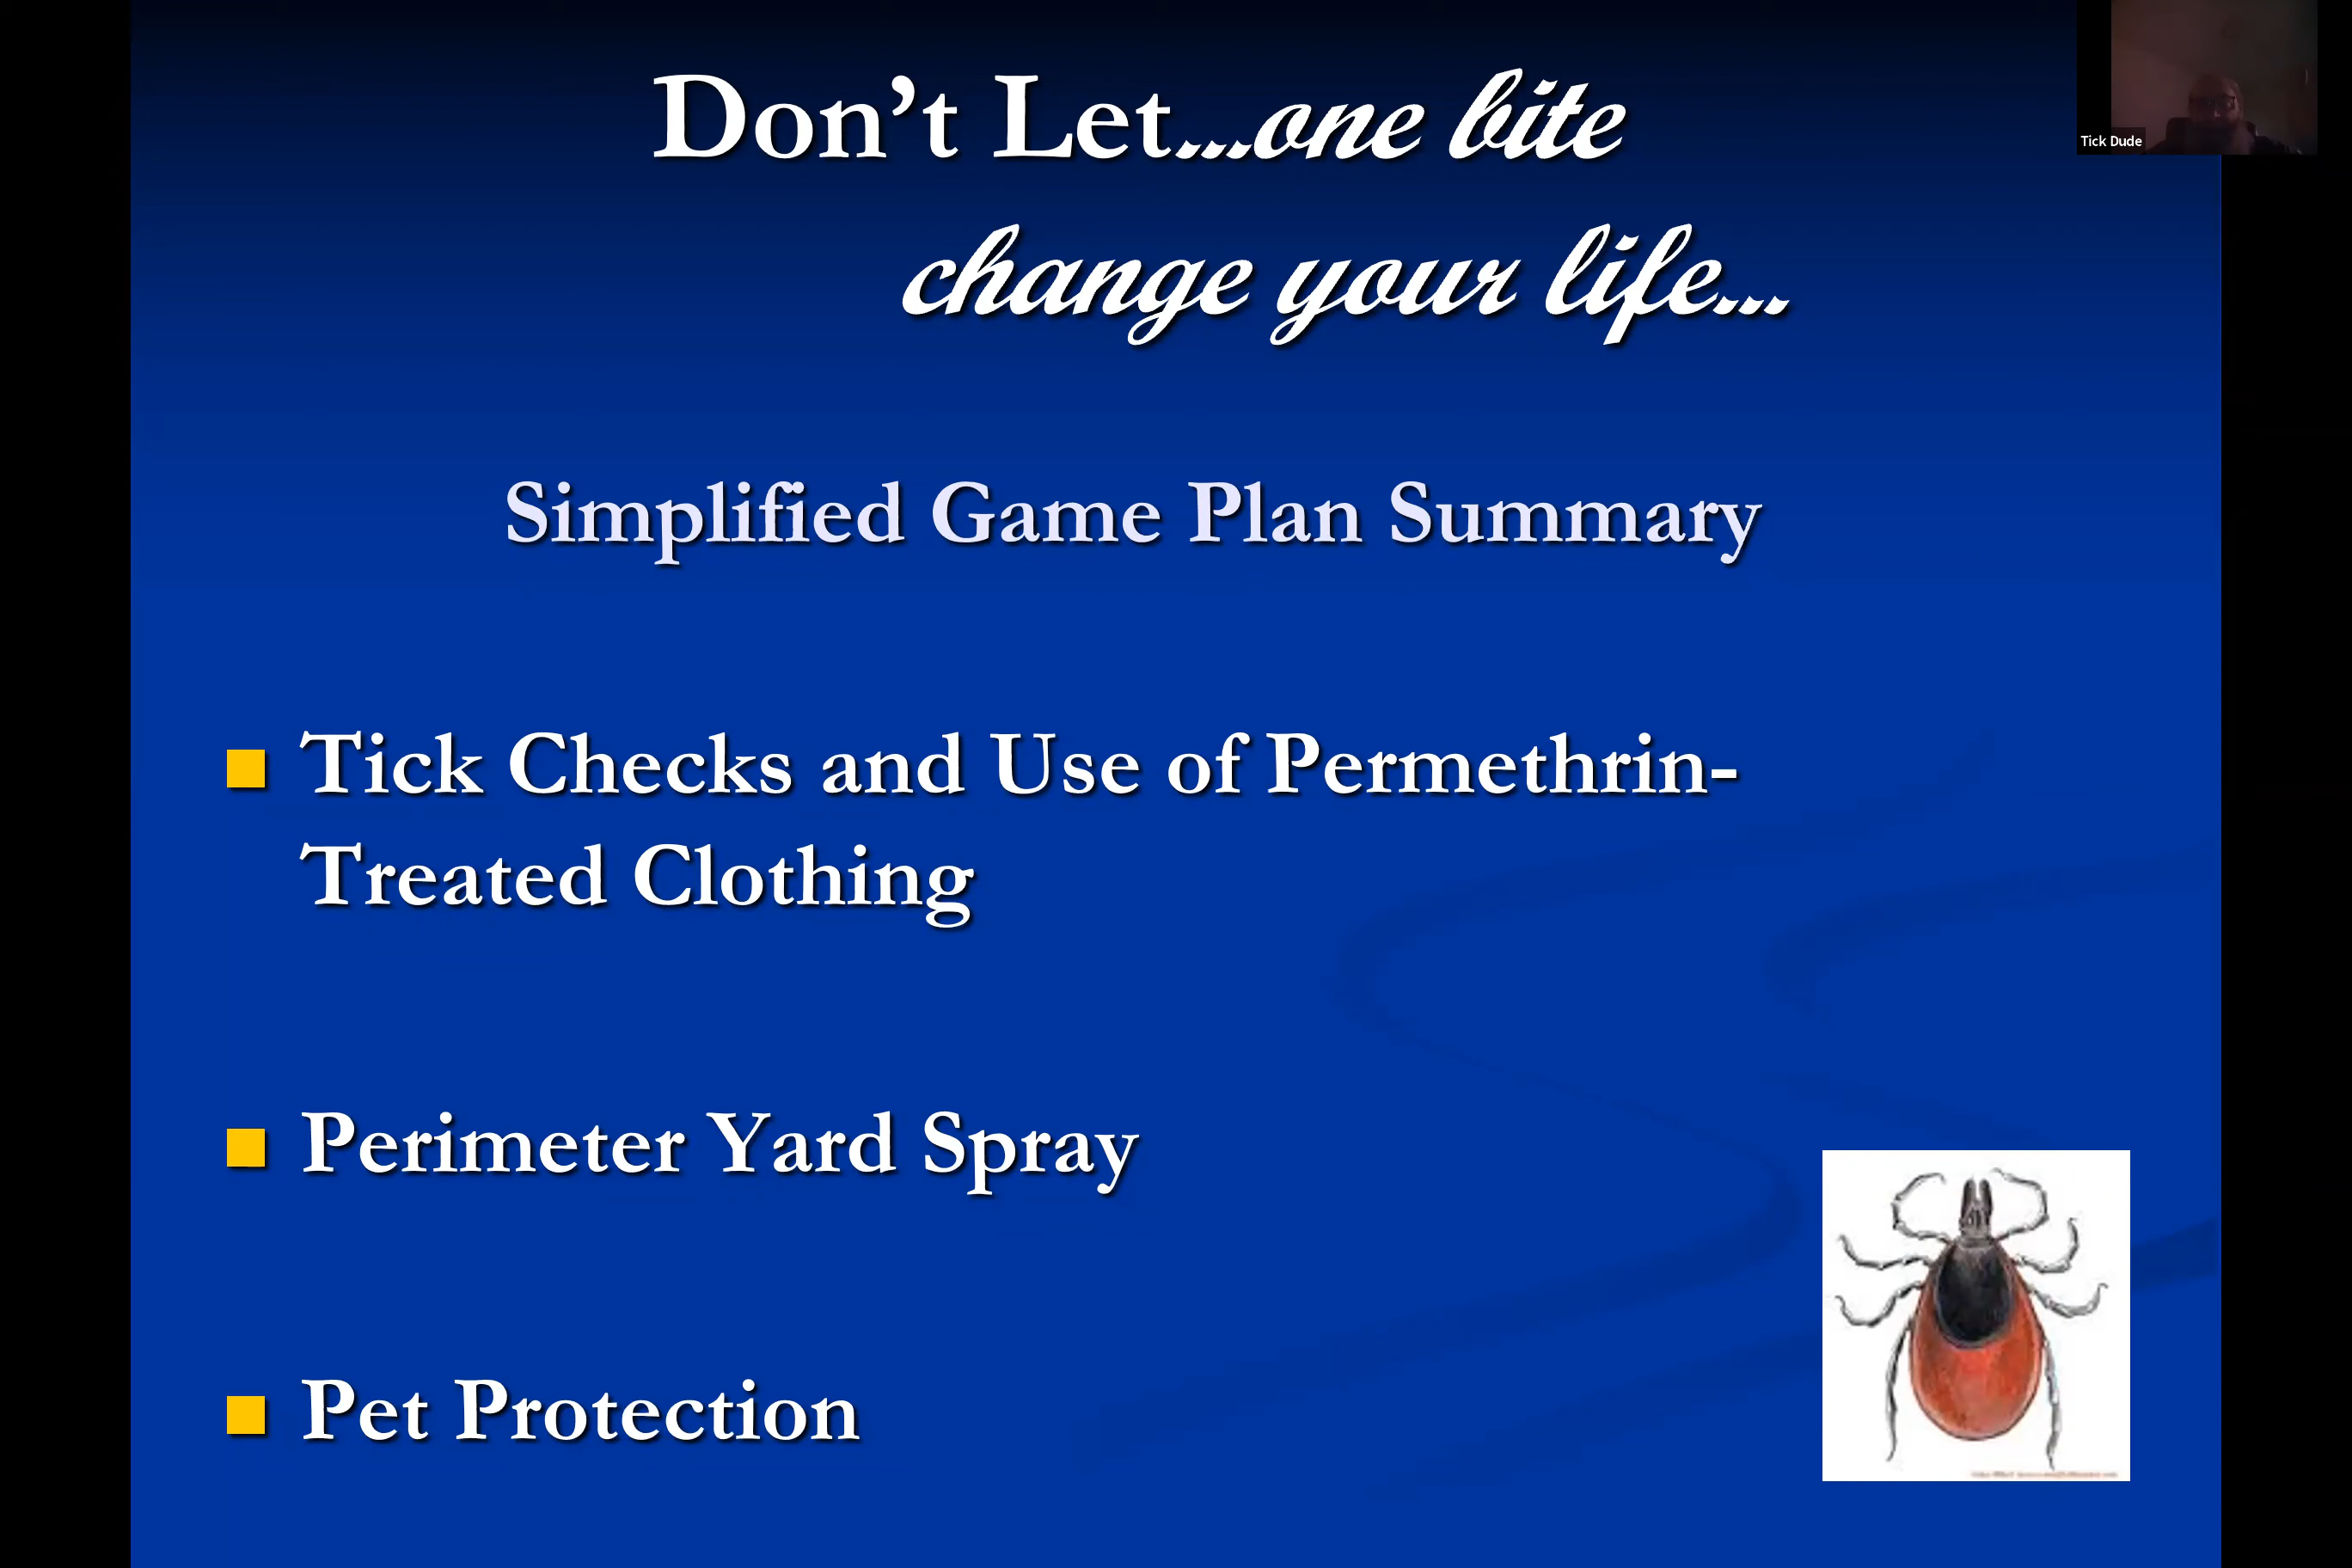 Don't Let...one bite
change your life...
Tick Dude
Simplified Game Plan Summary
Tick Checks and Use of Permethrin-
Treated Clothing
Perimeter Yard Spray
Pet Protection